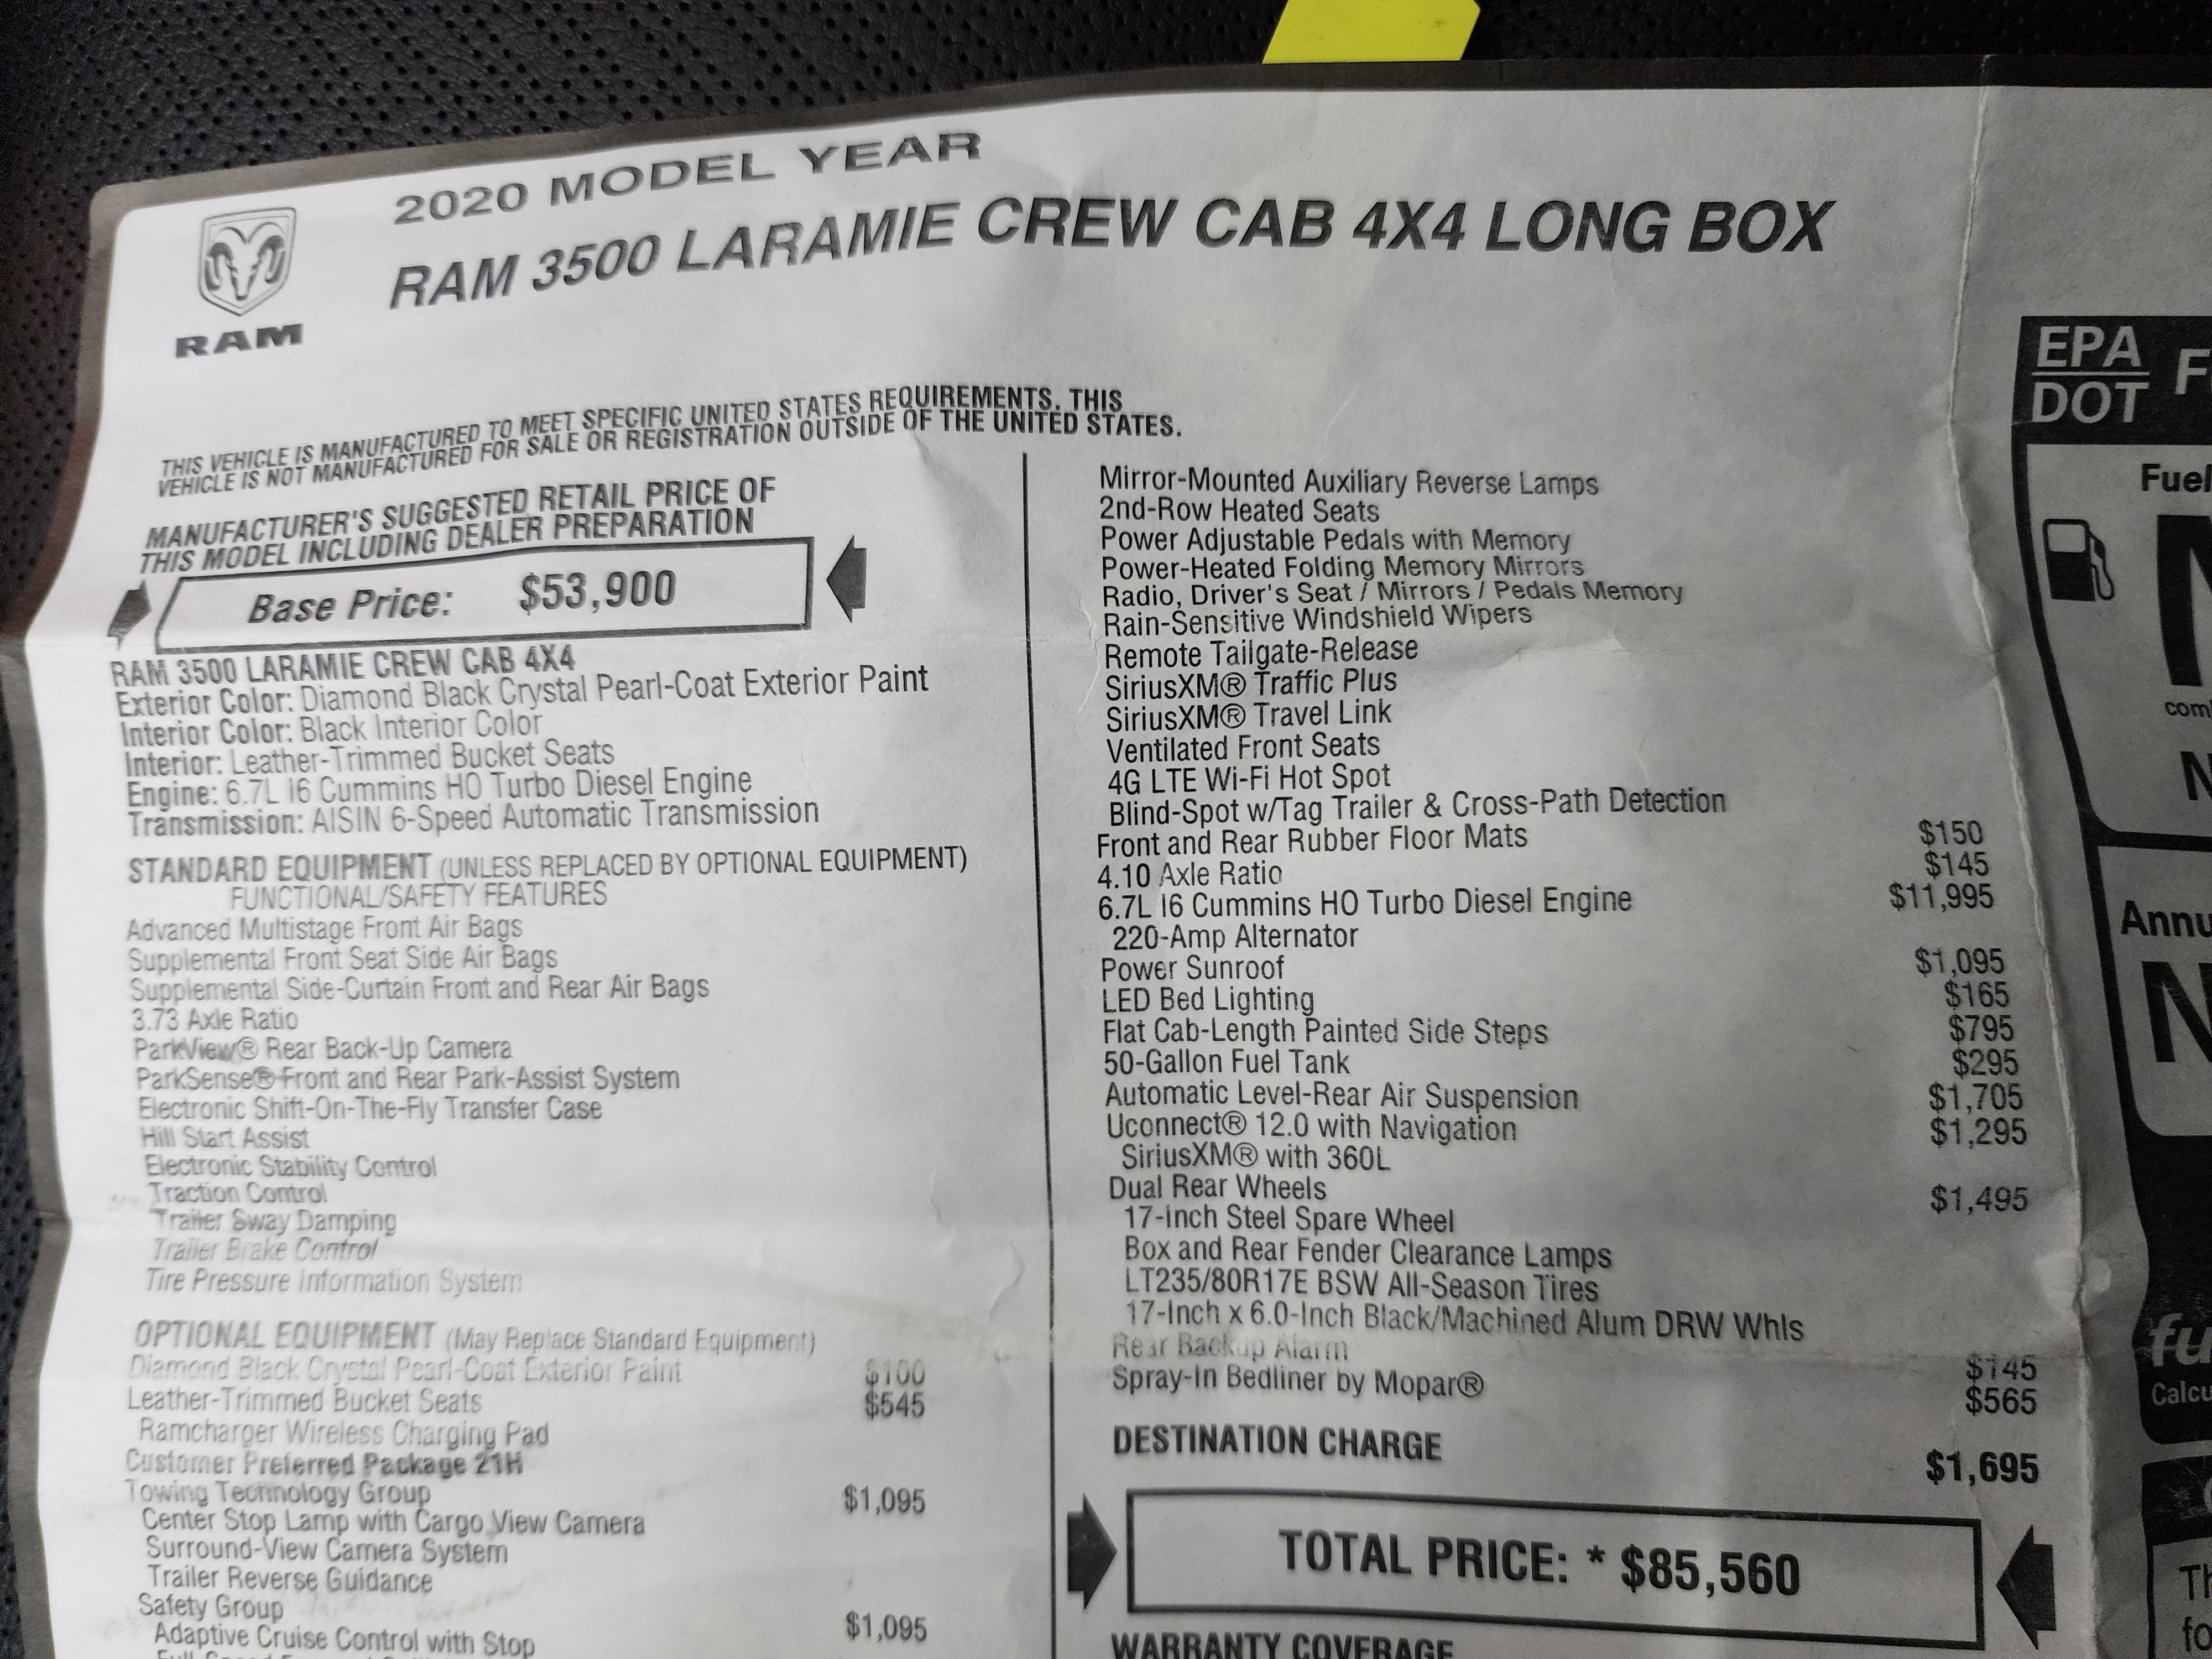 2020 MODEL YEAR
RAM 3500 LARAMIE CREW CAB 4X4 LONG BOX
RAM
THIS VEHICLE IS MANUFACTURED TO MEET SPECIFIC UNITED STATES REQUIREMENTS. THIS
VEHICLE IS NOT MANUFACTURED FOR SALE OR REGISTRATION OUTSIDE OF THE UNITED STATES.
MANUFACTURER'S SUGGESTED RETAIL PRICE OF
THIS MODEL INCLUDING DEALER PREPARATION
Base Price: $53,900
RAM 3500 LARAMIE CREW CAB 4X4
Exterior Color: Diamond Black Crystal Pearl-Coat Exterior Paint
Interior Color: Black Interior Color
Interior: Leather-Trimmed Bucket Seats
Engine: 6.7L I6 Cummins HO Turbo Diesel Engine
Transmission: AISIN 6-Speed Automatic Transmission
STANDARD EQUIPMENT (UNLESS REPLACED BY OPTIONAL EQUIPMENT)
FUNCTIONAL/SAFETY FEATURES
Advanced Multistage Front Air Bags
Supplemental Front Seat Side Air Bags
Supplemental Side-Curtain Front and Rear Air Bags
3.73 Axle Ratio
ParkView® Rear Back-Up Camera
ParkSense® Front and Rear Park-Assist System
Electronic Shift-On-The-Fly Transfer Case
Hill Start Assist
Electronic Stability Control
Traction Control
Trailer Sway Damping
Trailer Brake Control
Tire Pressure Information System
OPTIONAL EQUIPMENT (May Replace Standard Equipment)
Diamond Black Crystal Pearl-Coat Exterior Paint $100
Leather-Trimmed Bucket Seats $545
Ramcharger Wireless Charging Pad
Customer Preferred Package 21H
Towing Technology Group $1,095
Center Stop Lamp with Cargo View Camera
Surround-View Camera System
Trailer Reverse Guidance
Safety Group $1,095
Adaptive Cruise Control with Stop
Mirror-Mounted Auxiliary Reverse Lamps
2nd-Row Heated Seats
Power Adjustable Pedals with Memory
Power-Heated Folding Memory Mirrors
Radio, Driver's Seat / Mirrors / Pedals Memory
Rain-Sensitive Windshield Wipers
Remote Tailgate-Release
SiriusXM® Traffic Plus
SiriusXM® Travel Link
Ventilated Front Seats
4G LTE Wi-Fi Hot Spot
Blind-Spot w/Tag Trailer & Cross-Path Detection
Front and Rear Rubber Floor Mats $150
4.10 Axle Ratio $145
6.7L I6 Cummins HO Turbo Diesel Engine $11,995
220-Amp Alternator
Power Sunroof $1,095
LED Bed Lighting $165
Flat Cab-Length Painted Side Steps $795
50-Gallon Fuel Tank $295
Automatic Level-Rear Air Suspension $1,705
Uconnect® 12.0 with Navigation $1,295
SiriusXM® with 360L
Dual Rear Wheels $1,495
17-Inch Steel Spare Wheel
Box and Rear Fender Clearance Lamps
LT235/80R17E BSW All-Season Tires
17-Inch x 6.0-Inch Black/Machined Alum DRW Whls
Rear Backup Alarm $145
Spray-In Bedliner by Mopar® $565
DESTINATION CHARGE $1,695
TOTAL PRICE: * $85,560
WARRANTY COVERAGE
EPA
DOT
Fuel